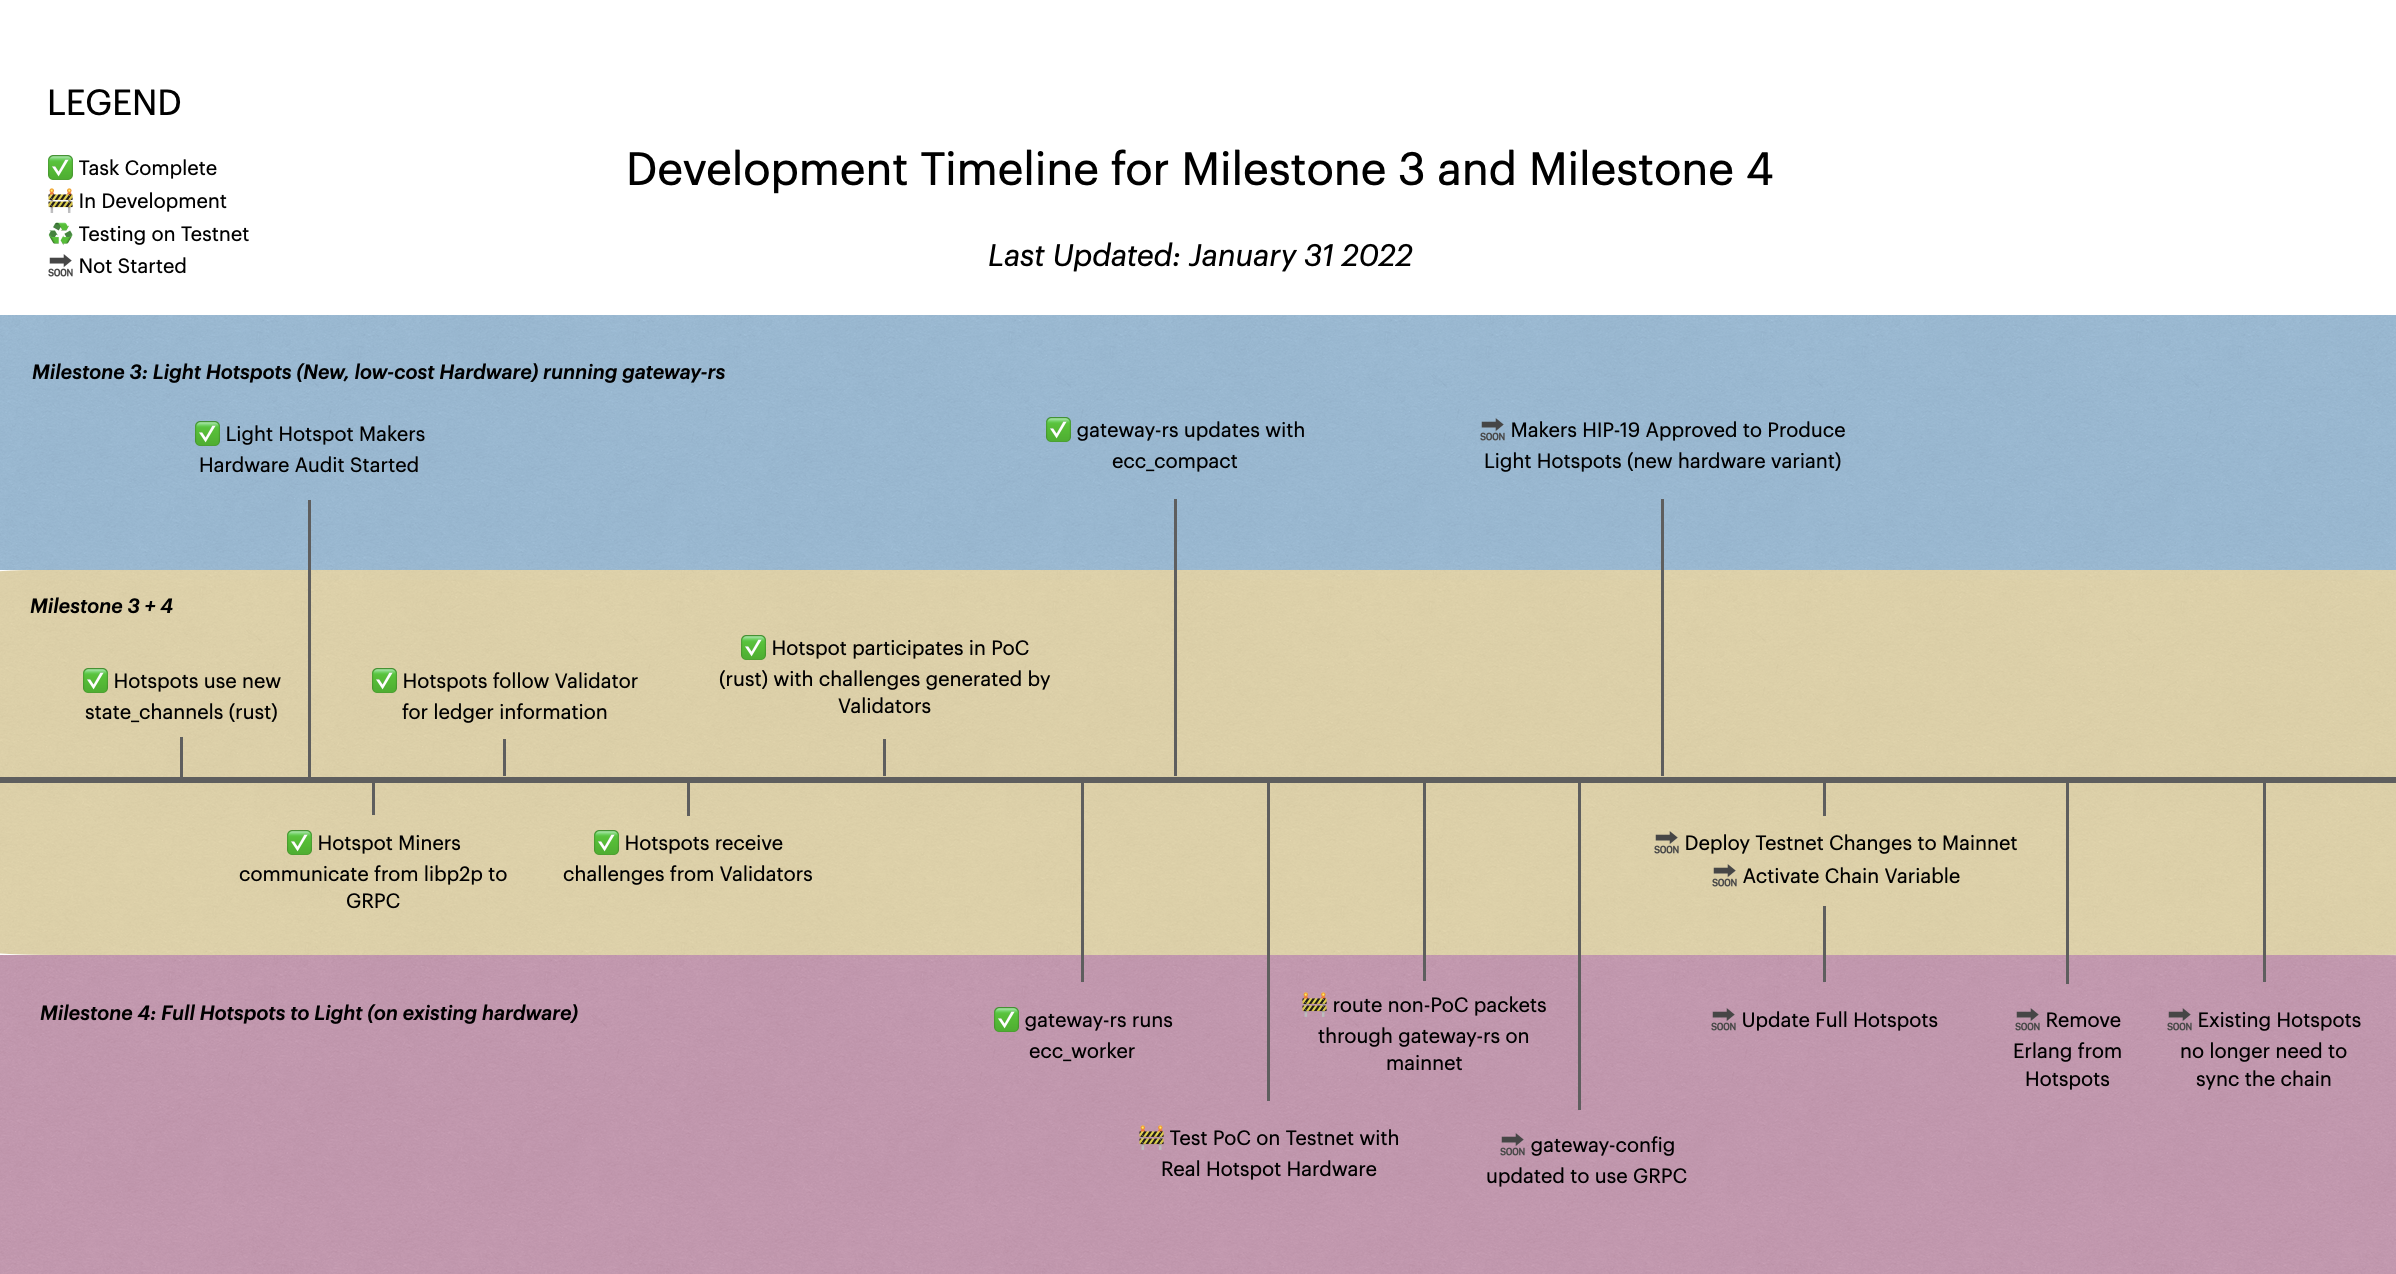 LEGEND
✅ Task Complete
🚧 In Development
♻️ Testing on Testnet
🔜 Not Started
Development Timeline for Milestone 3 and Milestone 4
Last Updated: January 31 2022
Milestone 3: Light Hotspots (New, low-cost Hardware) running gateway-rs
✅ Light Hotspot Makers
Hardware Audit Started
✅ gateway-rs updates with
ecc_compact
🔜 Makers HIP-19 Approved to Produce
Light Hotspots (new hardware variant)
Milestone 3 + 4
✅ Hotspots use new
state_channels (rust)
✅ Hotspots follow Validator
for ledger information
✅ Hotspot participates in PoC
(rust) with challenges generated by
Validators
✅ Hotspot Miners
communicate from libp2p to
GRPC
✅ Hotspots receive
challenges from Validators
🔜 Deploy Testnet Changes to Mainnet
🔜 Activate Chain Variable
Milestone 4: Full Hotspots to Light (on existing hardware)
✅ gateway-rs runs
ecc_worker
🚧 Test PoC on Testnet with
Real Hotspot Hardware
🚧 route non-PoC packets
through gateway-rs on
mainnet
🔜 gateway-config
updated to use GRPC
🔜 Update Full Hotspots
🔜 Remove
Erlang from
Hotspots
🔜 Existing Hotspots
no longer need to
sync the chain